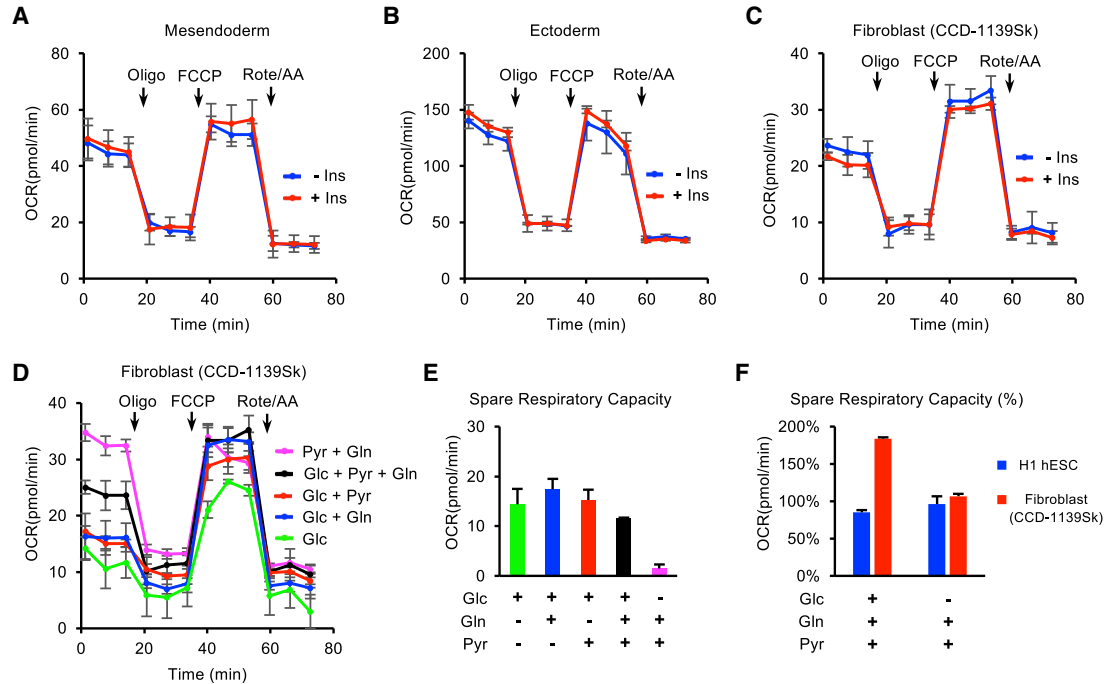 A
Mesendoderm
OCR(pmol/min)
80
60
40
20
0
Oligo
FCCP
Rote/AA
- Ins
+ Ins
0 20 40 60 80
Time (min)
B
Ectoderm
OCR(pmol/min)
200
150
100
50
0
Oligo
FCCP
Rote/AA
- Ins
+ Ins
0 20 40 60 80
Time (min)
C
Fibroblast (CCD-1139Sk)
OCR(pmol/min)
40
30
20
10
0
Oligo
FCCP
Rote/AA
- Ins
+ Ins
0 20 40 60 80
Time (min)
D
Fibroblast (CCD-1139Sk)
OCR(pmol/min)
40
30
20
10
0
Oligo
FCCP
Rote/AA
Pyr + Gln
Glc + Pyr + Gln
Glc + Pyr
Glc + Gln
Glc
0 20 40 60 80
Time (min)
E
Spare Respiratory Capacity
OCR(pmol/min)
30
20
10
0
Glc + + + + -
Gln - + - + +
Pyr - - + + +
F
Spare Respiratory Capacity (%)
OCR(pmol/min)
200%
150%
100%
50%
0%
H1 hESC
Fibroblast
(CCD-1139Sk)
Glc + -
Gln + +
Pyr + +